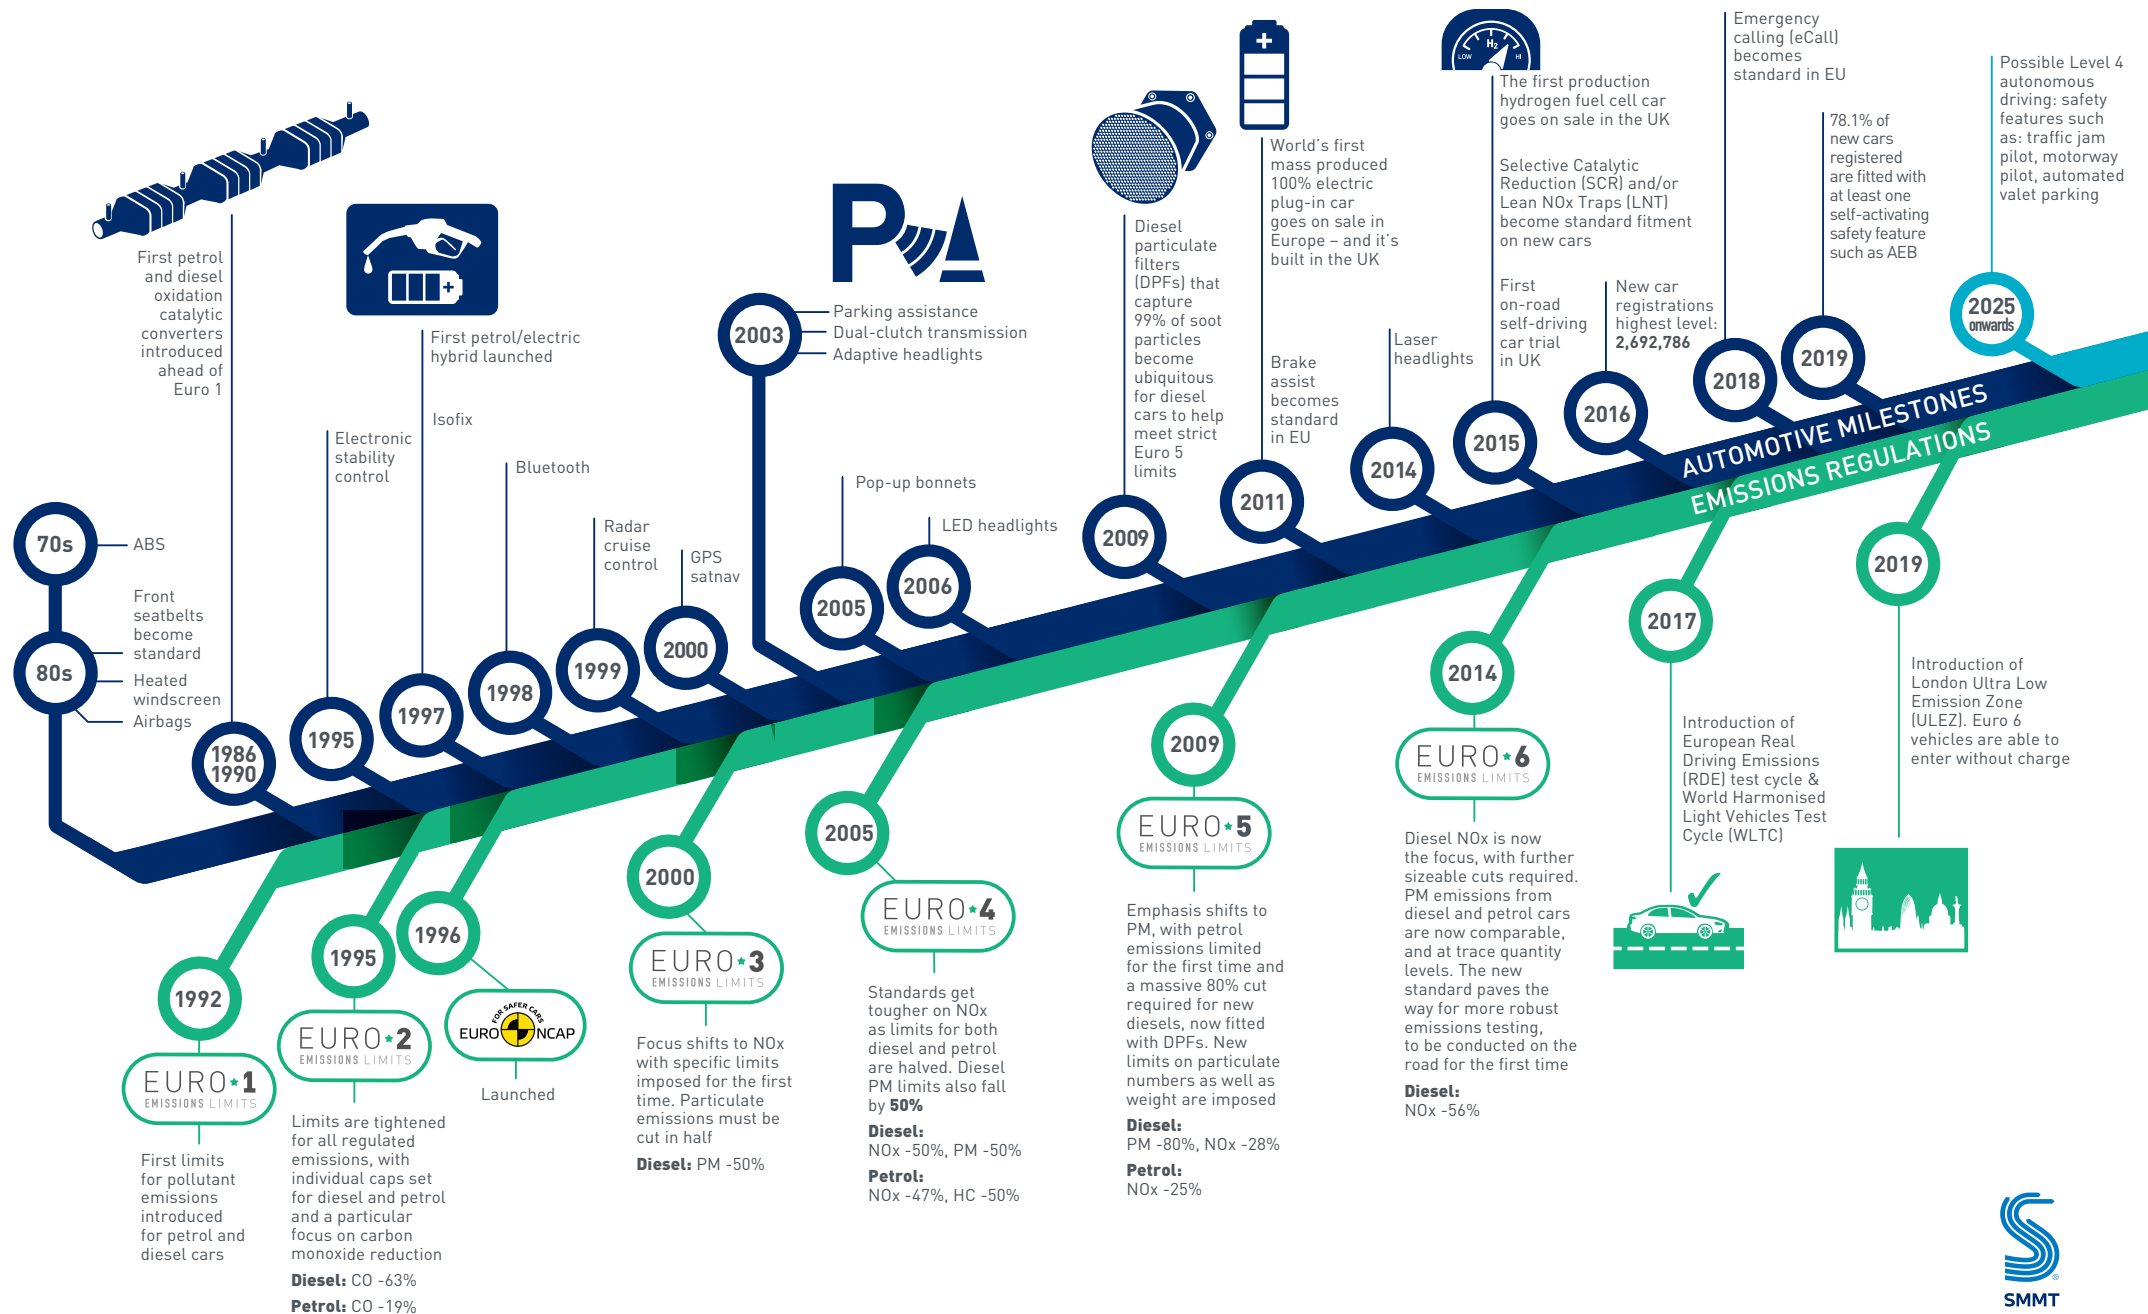 70s
ABS
80s
Front
seatbelts
become
standard
Heated
windscreen
Airbags
1986
1990
First petrol
and diesel
oxidation
catalytic
converters
introduced
ahead of
Euro 1
1995
Electronic
stability
control
1997
First petrol/electric
hybrid launched
Isofix
1998
Bluetooth
1999
Radar
cruise
control
2000
GPS
satnav
P
2003
Parking assistance
Dual-clutch transmission
Adaptive headlights
2005
Pop-up bonnets
2006
LED headlights
2009
Diesel
particulate
filters
(DPFs) that
capture
99% of soot
particles
become
ubiquitous
for diesel
cars to help
meet strict
Euro 5
limits
2011
World's first
mass produced
100% electric
plug-in car
goes on sale in
Europe – and it's
built in the UK
Brake
assist
becomes
standard
in EU
2014
Laser
headlights
H2
LOW
HI
2015
The first production
hydrogen fuel cell car
goes on sale in the UK
Selective Catalytic
Reduction (SCR) and/or
Lean NOx Traps (LNT)
become standard fitment
on new cars
First
on-road
self-driving
car trial
in UK
2016
New car
registrations
highest level:
2,692,786
2018
Emergency
calling (eCall)
becomes
standard in EU
2019
78.1% of
new cars
registered
are fitted with
at least one
self-activating
safety feature
such as AEB
2025
onwards
Possible Level 4
autonomous
driving: safety
features such
as: traffic jam
pilot, motorway
pilot, automated
valet parking
AUTOMOTIVE MILESTONES
EMISSIONS REGULATIONS
1992
EURO 1
EMISSIONS LIMITS
First limits
for pollutant
emissions
introduced
for petrol and
diesel cars
1995
EURO 2
EMISSIONS LIMITS
Limits are tightened
for all regulated
emissions, with
individual caps set
for diesel and petrol
and a particular
focus on carbon
monoxide reduction
Diesel: CO -63%
Petrol: CO -19%
1996
FOR SAFER CARS
EURO NCAP
Launched
2000
EURO 3
EMISSIONS LIMITS
Focus shifts to NOx
with specific limits
imposed for the first
time. Particulate
emissions must be
cut in half
Diesel: PM -50%
2005
EURO 4
EMISSIONS LIMITS
Standards get
tougher on NOx
as limits for both
diesel and petrol
are halved. Diesel
PM limits also fall
by 50%
Diesel:
NOx -50%, PM -50%
Petrol:
NOx -47%, HC -50%
2009
EURO 5
EMISSIONS LIMITS
Emphasis shifts to
PM, with petrol
emissions limited
for the first time and
a massive 80% cut
required for new
diesels, now fitted
with DPFs. New
limits on particulate
numbers as well as
weight are imposed
Diesel:
PM -80%, NOx -28%
Petrol:
NOx -25%
2014
EURO 6
EMISSIONS LIMITS
Diesel NOx is now
the focus, with further
sizeable cuts required.
PM emissions from
diesel and petrol cars
are now comparable,
and at trace quantity
levels. The new
standard paves the
way for more robust
emissions testing,
to be conducted on the
road for the first time
Diesel:
NOx -56%
2017
Introduction of
European Real
Driving Emissions
(RDE) test cycle &
World Harmonised
Light Vehicles Test
Cycle (WLTC)
2019
Introduction of
London Ultra Low
Emission Zone
(ULEZ). Euro 6
vehicles are able to
enter without charge
SMMT